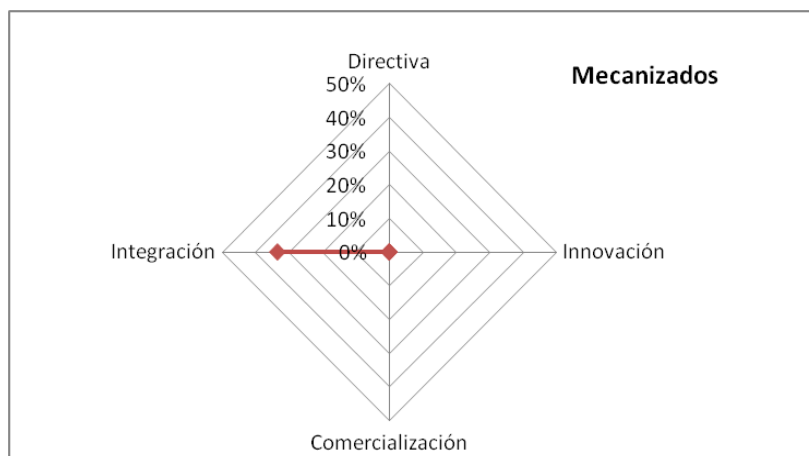 Directiva
Mecanizados
50%
40%
30%
20%
10%
0%
Integración
Innovación
Comercialización